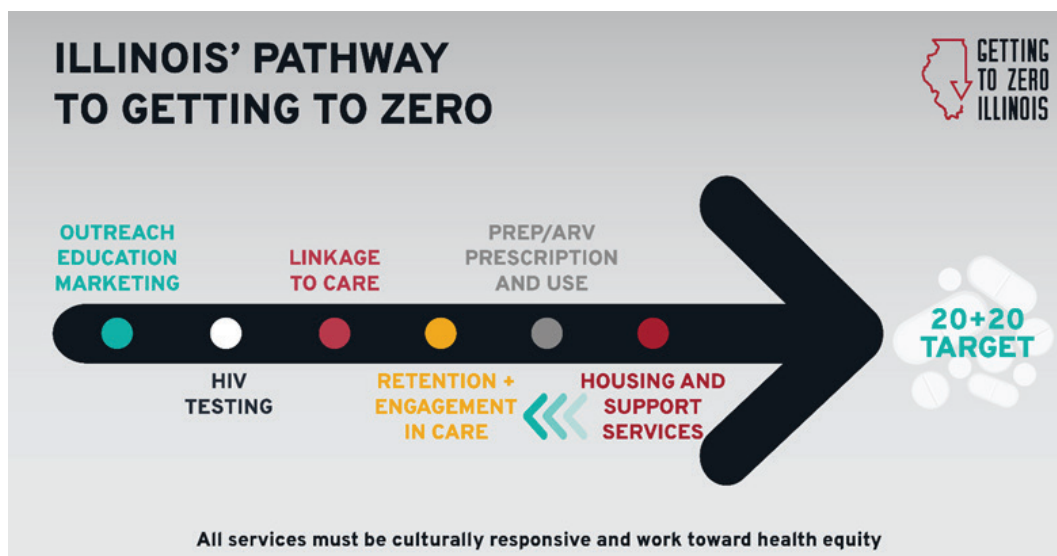 ILLINOIS' PATHWAY
TO GETTING TO ZERO
GETTING
TO ZERO
ILLINOIS
OUTREACH
EDUCATION
MARKETING
HIV
TESTING
LINKAGE
TO CARE
RETENTION +
ENGAGEMENT
IN CARE
PREP/ARV
PRESCRIPTION
AND USE
HOUSING AND
SUPPORT
SERVICES
20+20
TARGET
All services must be culturally responsive and work toward health equity